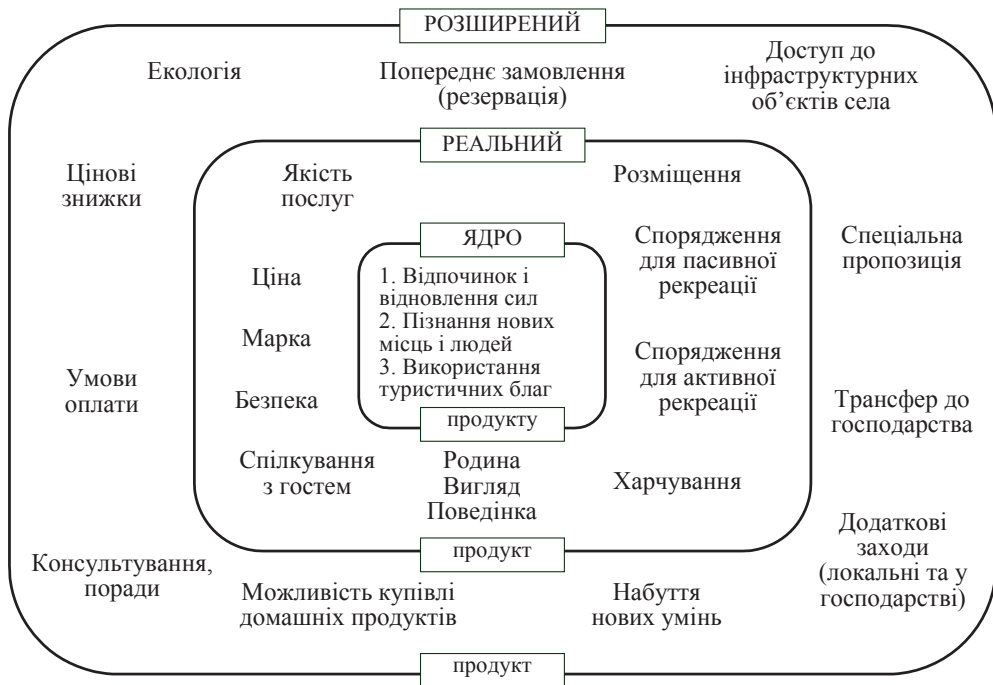 РОЗШИРЕНИЙ
Екологія
Попереднє замовлення
(резервація)
Доступ до
інфраструктурних
об’єктів села
РЕАЛЬНИЙ
Цінові
знижки
Якість
послуг
Розміщення
ЯДРО
Спорядження
для пасивної
рекреації
Спеціальна
пропозиція
Ціна
1. Відпочинок і
відновлення сил
2. Пізнання нових
місць і людей
3. Використання
туристичних благ
Марка
Умови
оплати
Безпека
Спорядження
для активної
рекреації
Трансфер до
господарства
продукту
Спілкування
з гостем
Родина
Вигляд
Поведінка
Харчування
Додаткові
заходи
(локальні та у
господарстві)
продукт
Консультування,
поради
Можливість купівлі
домашніх продуктів
Набуття
нових умінь
продукт